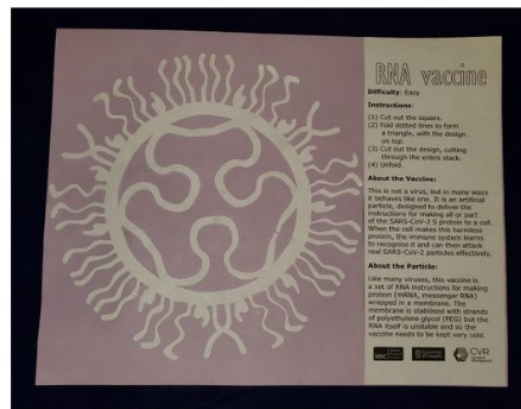 RNA vaccine
Difficulty: Easy
Instructions:
(1) Cut out the square.
(2) Fold dotted lines to form
a triangle, with the design
on top.
(3) Cut out the design, cutting
through the entire stack.
(4) Unfold.
About the Vaccine:
This is not a virus, but in many ways
it behaves like one. It is an artificial
particle, designed to deliver the
instructions for making all or part
of the SARS-CoV-2 S protein to a cell.
When the cell makes this harmless
protein, the immune system learns
to recognise it and can then attack
real SARS-CoV-2 particles effectively.
About the Particle:
Like many viruses, this vaccine is
a set of RNA instructions for making
protein (mRNA, messenger RNA)
wrapped in a membrane. The
membrane is stabilised with strands
of polyethylene glycol (PEG) but the
RNA itself is unstable and so the
vaccine needs to be kept very cold.
MRC
CVR